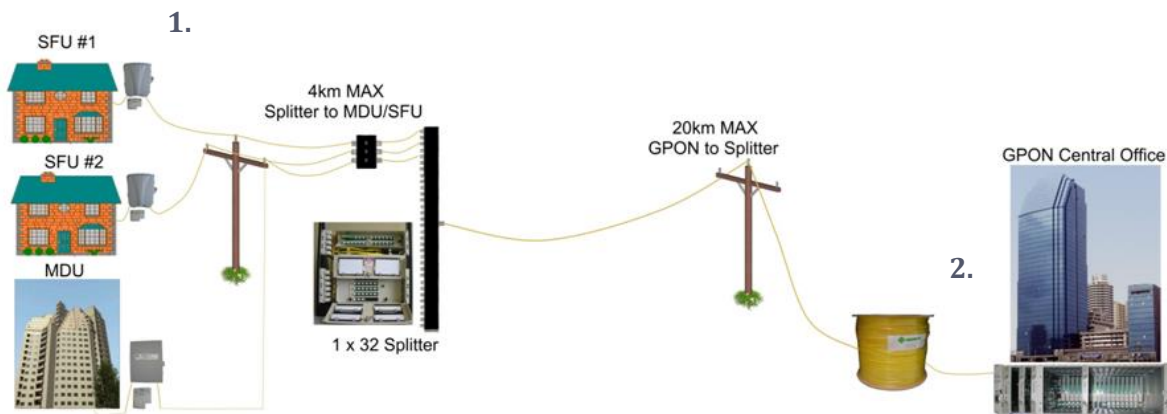 1.
SFU #1
4km MAX
Splitter to MDU/SFU
20km MAX
GPON to Splitter
GPON Central Office
SFU #2
2.
MDU
1 x 32 Splitter